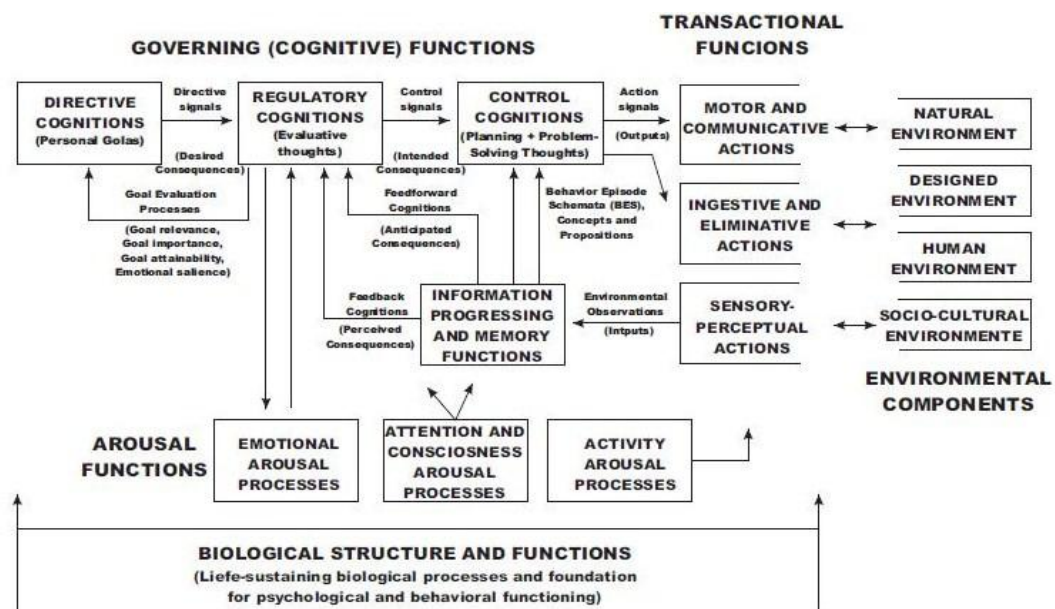 GOVERNING (COGNITIVE) FUNCTIONS
TRANSACTIONAL
FUNCIONS
DIRECTIVE
COGNITIONS
(Personal Golas)
Directive
signals
(Desired
Consequences)
REGULATORY
COGNITIONS
(Evaluative
thoughts)
Control
signals
(Intended
Consequences)
CONTROL
COGNITIONS
(Planning + Problem-
Solving Thoughts)
Action
signals
(Outputs)
MOTOR AND
COMMUNICATIVE
ACTIONS
NATURAL
ENVIRONMENT
Goal Evaluation
Processes
(Goal relevance,
Goal importance,
Goal attainability,
Emotional salience)
Feedforward
Cognitions
(Anticipated
Consequences)
Behavior Episode
Schemata (BES),
Concepts and
Propositions
INGESTIVE AND
ELIMINATIVE
ACTIONS
DESIGNED
ENVIRONMENT
HUMAN
ENVIRONMENT
Feedback
Cognitions
(Perceived
Consequences)
INFORMATION
PROGRESSING
AND MEMORY
FUNCTIONS
Environmental
Observations
(Intputs)
SENSORY-
PERCEPTUAL
ACTIONS
SOCIO-CULTURAL
ENVIRONMENTE
ENVIRONMENTAL
COMPONENTS
AROUSAL
FUNCTIONS
EMOTIONAL
AROUSAL
PROCESSES
ATTENTION AND
CONSCIOSNESS
AROUSAL
PROCESSES
ACTIVITY
AROUSAL
PROCESSES
BIOLOGICAL STRUCTURE AND FUNCTIONS
(Liefe-sustaining biological processes and foundation
for psychological and behavioral functioning)